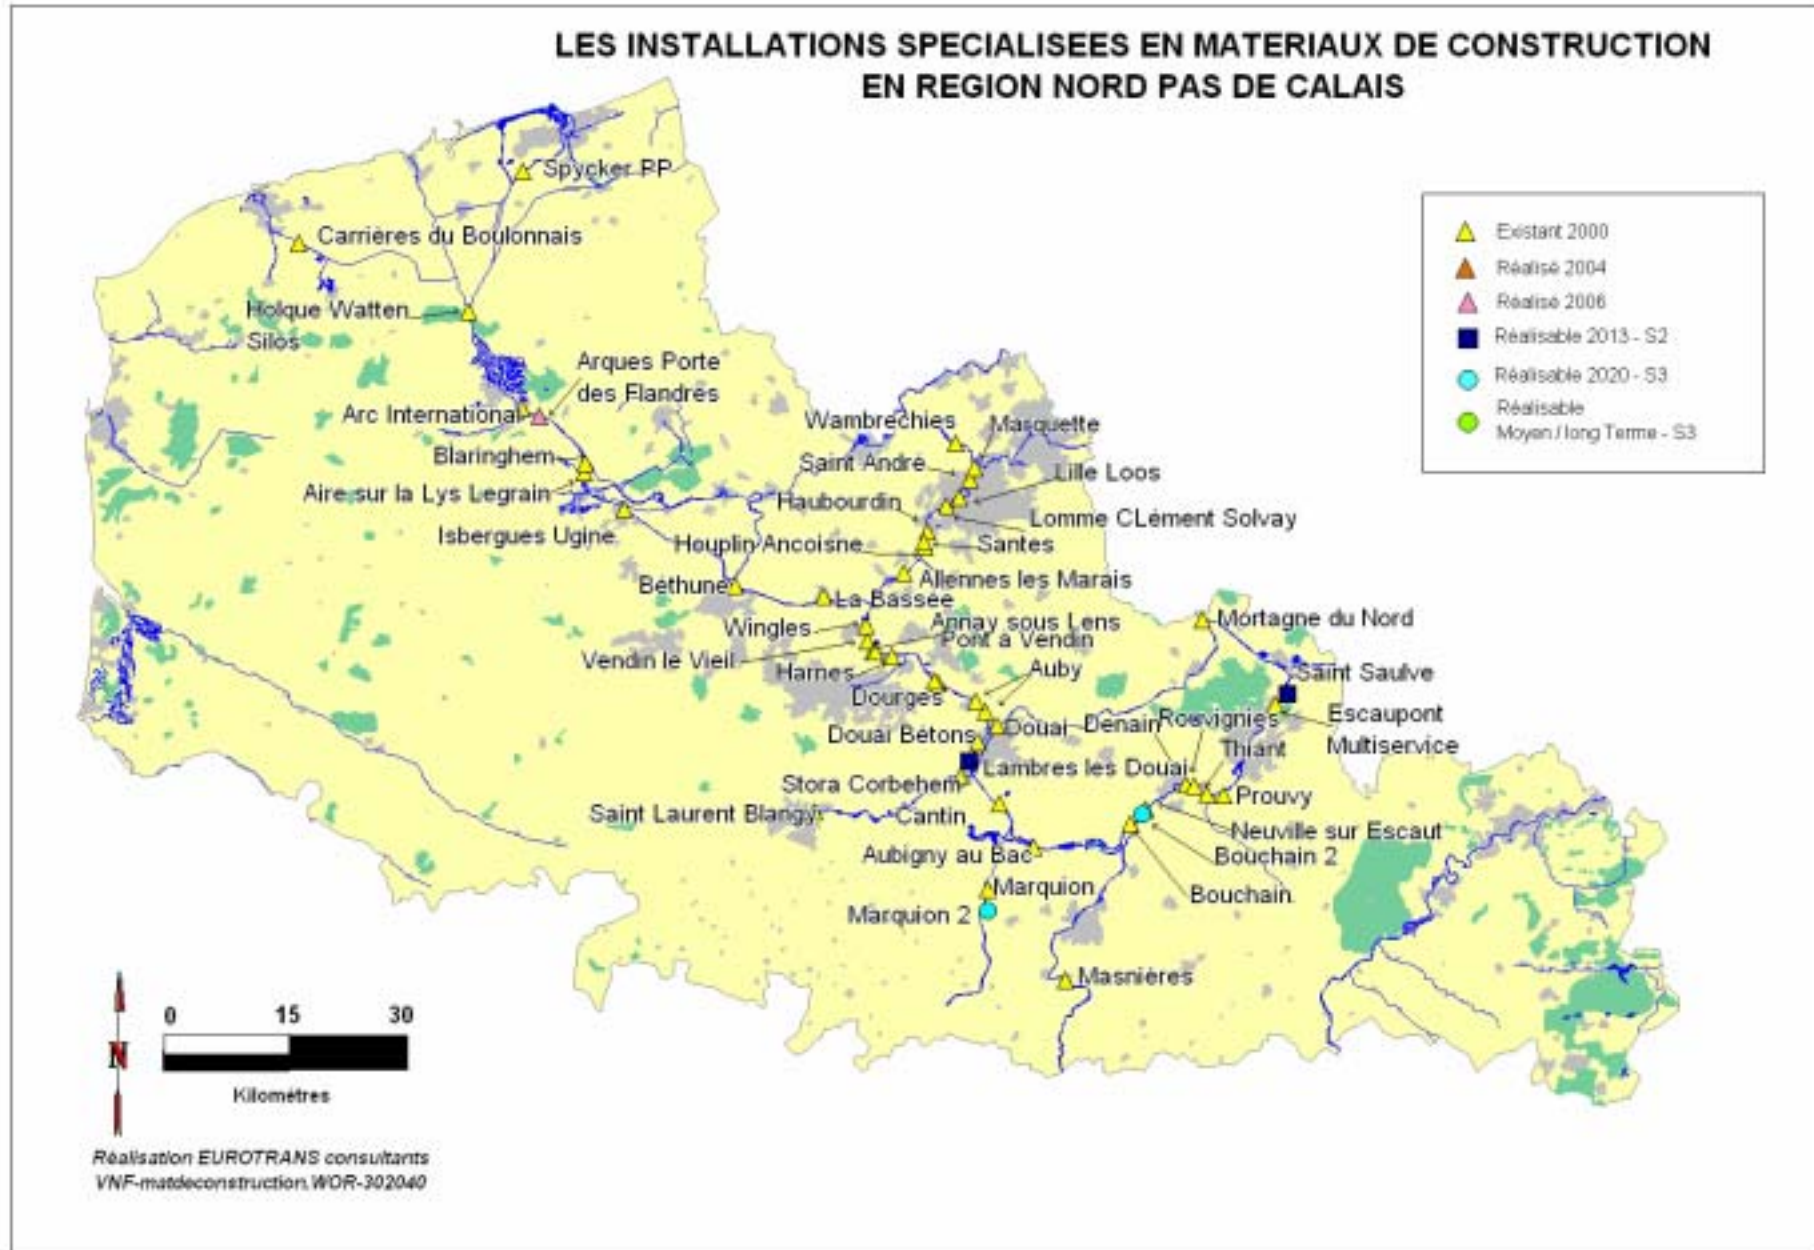 LES INSTALLATIONS SPECIALISEES EN MATERIAUX DE CONSTRUCTION
EN REGION NORD PAS DE CALAIS
Spycker PP
Carrières du Boulonnais
Holque Watten
Silos
Arques Porte
des Flandres
Arc International
Blaringhem
Aire sur la Lys Legrain
Isbergues Ugine
Wambrechies
Marquette
Saint André
Lille Loos
Haubourdin
Lomme CLément Solvay
Houplin Ancoisne
Santes
Allennes les Marais
Béthune
La Bassée
Wingles
Annay sous Lens
Pont à Vendin
Vendin le Vieil
Harnes
Auby
Dourges
Mortagne du Nord
Saint Saulve
Escaupont
Multiservice
Douai
Denain
Rouvignies
Thiant
Douai Bétons
Lambres les Douai
Stora Corbehem
Prouvy
Saint Laurent Blangy
Cantin
Neuville sur Escaut
Aubigny au Bac
Bouchain 2
Bouchain
Marquion
Marquion 2
Masnières
Existant 2000
Réalisé 2004
Réalisé 2006
Réalisable 2013 - S2
Réalisable 2020 - S3
Réalisable
Moyen / long Terme - S3
0 15 30
N
Kilométres
Réalisation EUROTRANS consultants
VNF-matdeconstruction.WOR-302040